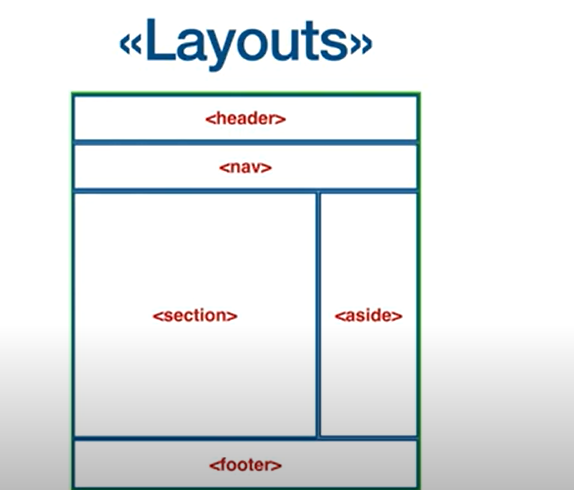 «Layouts»
<header>
<nav>
<section>
<aside>
<footer>